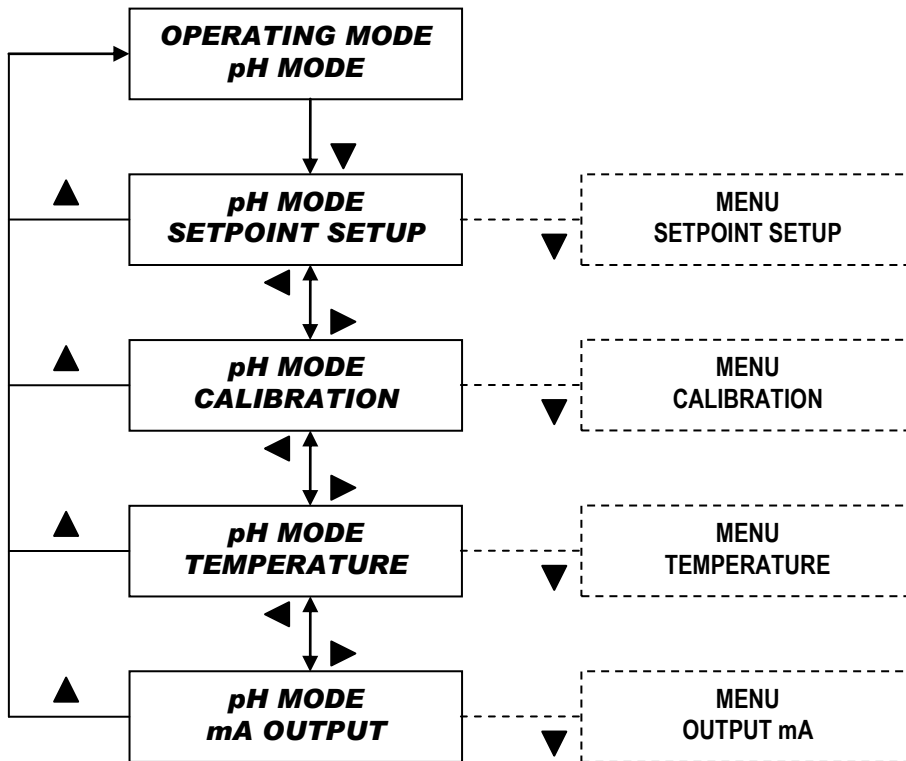 OPERATING MODE
pH MODE
pH MODE
SETPOINT SETUP
MENU
SETPOINT SETUP
pH MODE
CALIBRATION
MENU
CALIBRATION
pH MODE
TEMPERATURE
MENU
TEMPERATURE
pH MODE
mA OUTPUT
MENU
OUTPUT mA